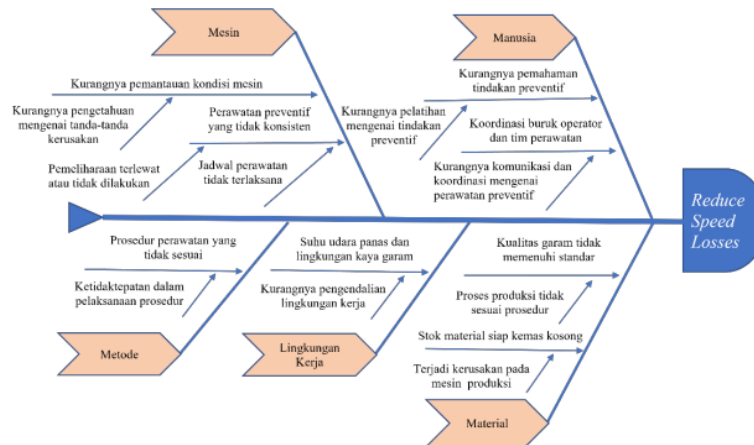 Mesin
Manusia
Kurangnya pemantauan kondisi mesin
Kurangnya pengetahuan
mengenai tanda-tanda
kerusakan
Perawatan preventif
yang tidak konsisten
Pemeliharaan terlewat
atau tidak dilakukan
Jadwal perawatan
tidak terlaksana
Kurangnya pemahaman
tindakan preventif
Kurangnya pelatihan
mengenai tindakan
preventif
Koordinasi buruk operator
dan tim perawatan
Kurangnya komunikasi dan
koordinasi mengenai
perawatan preventif
Reduce
Speed
Losses
Prosedur perawatan yang
tidak sesuai
Ketidaktepatan dalam
pelaksanaan prosedur
Metode
Suhu udara panas dan
lingkungan kaya garam
Kurangnya pengendalian
lingkungan kerja
Lingkungan
Kerja
Kualitas garam tidak
memenuhi standar
Proses produksi tidak
sesuai prosedur
Stok material siap kemas kosong
Terjadi kerusakan pada
mesin produksi
Material